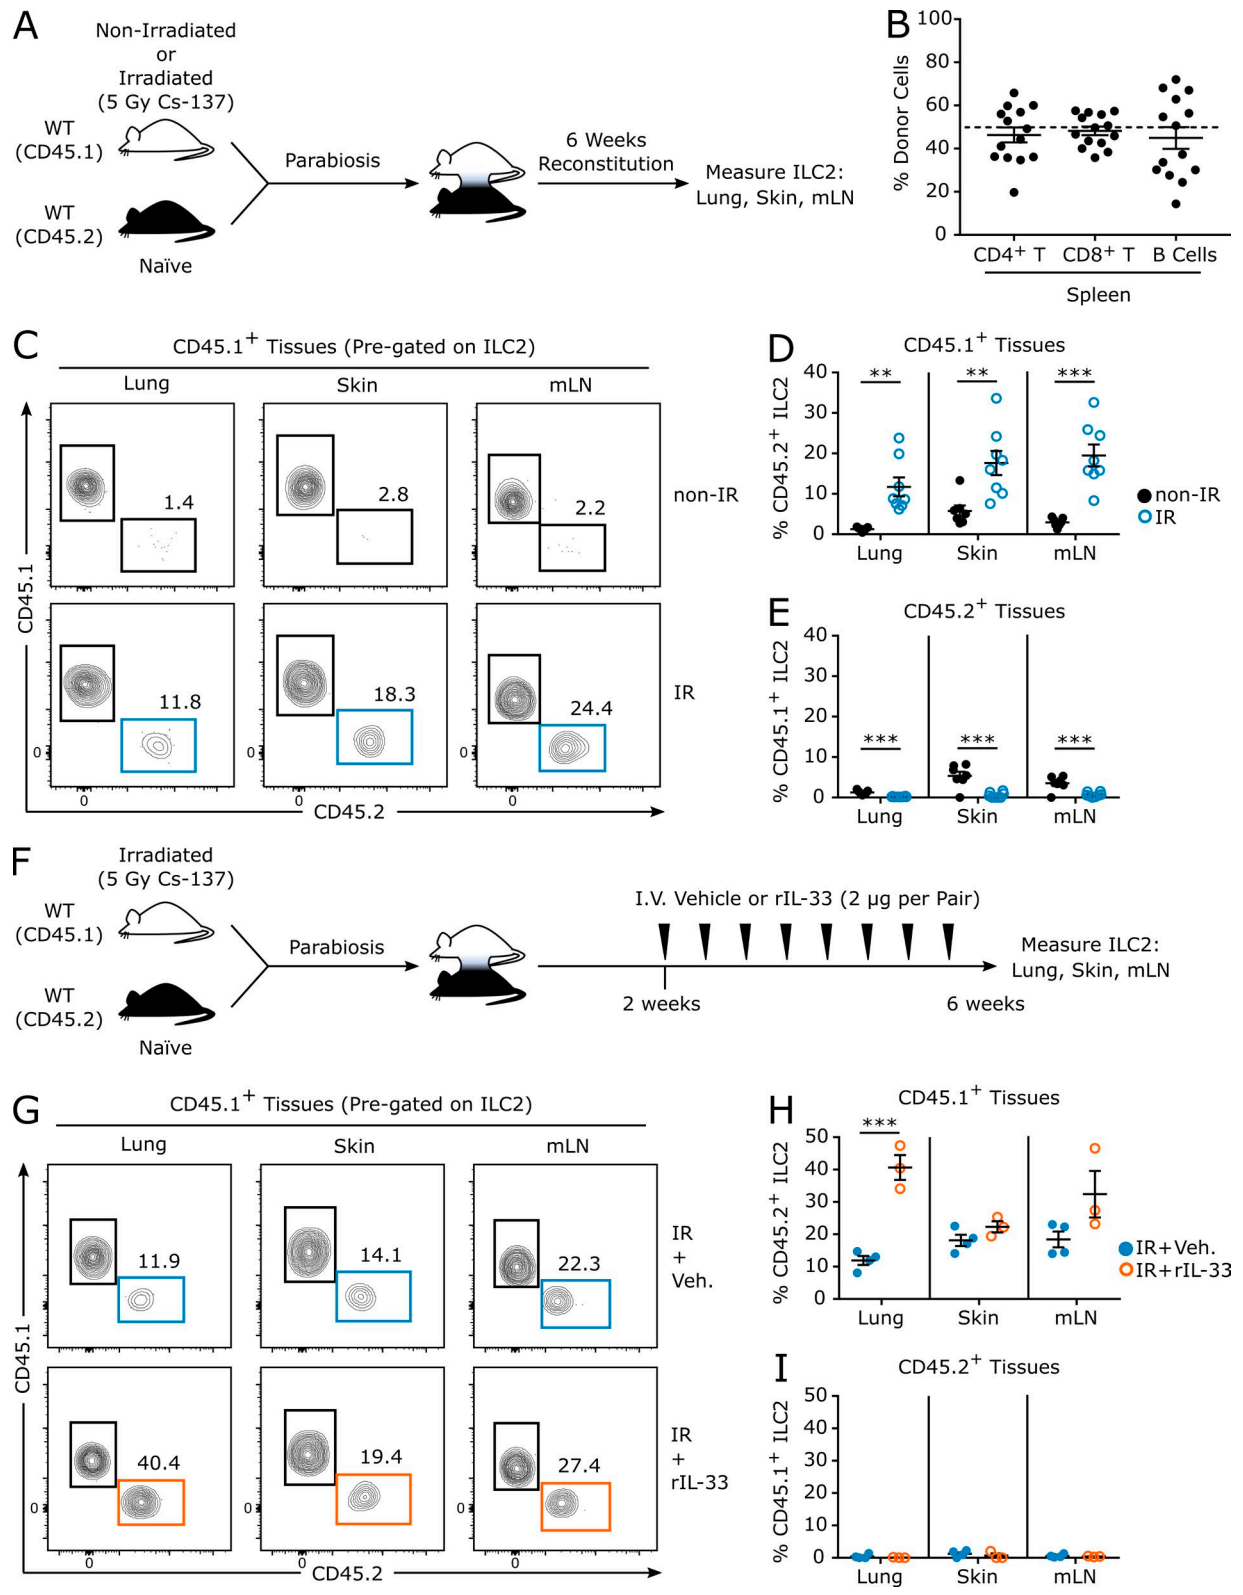 A
Non-Irradiated
or
Irradiated
(5 Gy Cs-137)
WT
(CD45.1)
WT
(CD45.2)
Naïve
Parabiosis
6 Weeks
Reconstitution
Measure ILC2:
Lung, Skin, mLN
B
% Donor Cells
100
80
60
40
20
0
CD4+ T CD8+ T B Cells
Spleen
C
CD45.1+ Tissues (Pre-gated on ILC2)
Lung Skin mLN
1.4 2.8 2.2
non-IR
11.8 18.3 24.4
IR
CD45.1
0 0 0
0 0 0
CD45.2
D
CD45.1+ Tissues
% CD45.2+ ILC2
40
30
20
10
0
** ** ***
Lung Skin mLN
non-IR
IR
E
CD45.2+ Tissues
% CD45.1+ ILC2
40
30
20
10
0
*** *** ***
Lung Skin mLN
F
Irradiated
(5 Gy Cs-137)
WT
(CD45.1)
WT
(CD45.2)
Naïve
Parabiosis
I.V. Vehicle or rIL-33 (2 µg per Pair)
2 weeks 6 weeks
Measure ILC2:
Lung, Skin, mLN
G
CD45.1+ Tissues (Pre-gated on ILC2)
Lung Skin mLN
11.9 14.1 22.3
IR
+
Veh.
40.4 19.4 27.4
IR
+
rIL-33
CD45.1
0 0 0
0 0 0
CD45.2
H
CD45.1+ Tissues
% CD45.2+ ILC2
50
40
30
20
10
0
***
Lung Skin mLN
IR+Veh.
IR+rIL-33
I
CD45.2+ Tissues
% CD45.1+ ILC2
50
40
30
20
10
0
Lung Skin mLN